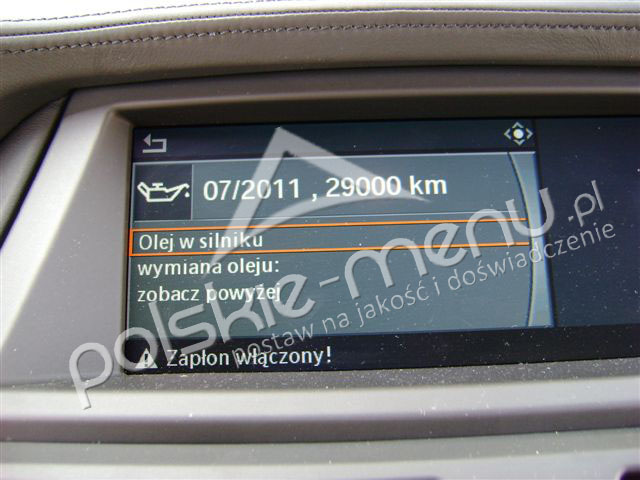 07/2011 , 29000 km
Olej w silniku
wymiana oleju:
zobacz powyżej
Zapłon włączony!
polskie-menu.pl
postaw na jakość i doświadczenie